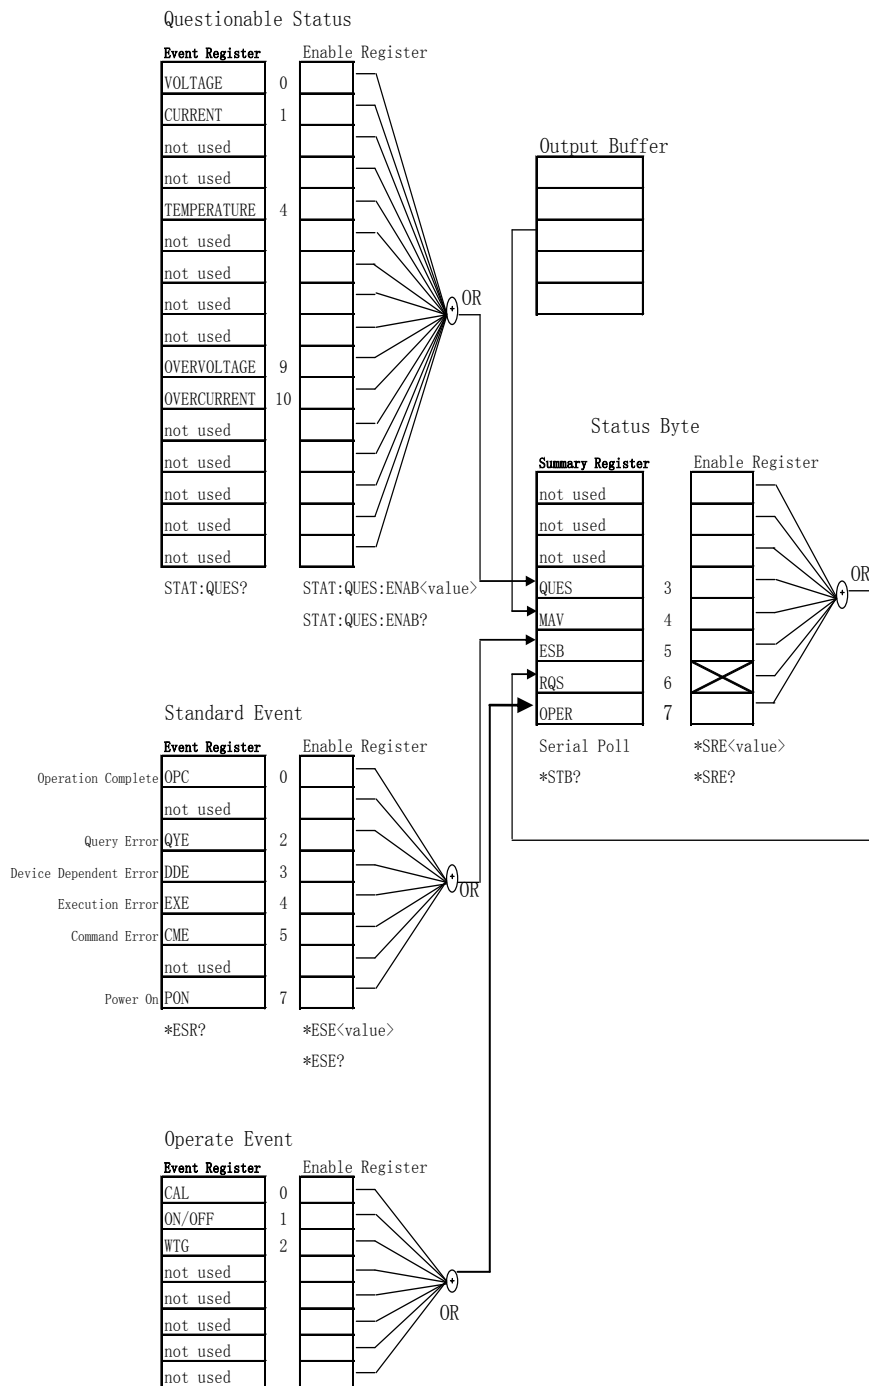 Questionable Status
Event Register Enable Register
VOLTAGE 0
CURRENT 1
not used
not used
TEMPERATURE 4
not used
not used
not used
not used
OVERVOLTAGE 9
OVERCURRENT 10
not used
not used
not used
not used
not used
STAT:QUES? STAT:QUES:ENAB<value>
STAT:QUES:ENAB?
+ OR
Output Buffer
Status Byte
Summary Register Enable Register
not used
not used
not used
QUES 3
MAV 4
ESB 5
RQS 6
OPER 7
Serial Poll *SRE<value>
*STB? *SRE?
+ OR
Standard Event
Event Register Enable Register
Operation Complete OPC 0
not used
Query Error QYE 2
Device Dependent Error DDE 3
Execution Error EXE 4
Command Error CME 5
not used
Power On PON 7
*ESR? *ESE<value>
*ESE?
+ OR
Operate Event
Event Register Enable Register
CAL 0
ON/OFF 1
WTG 2
not used
not used
not used
not used
not used
+ OR